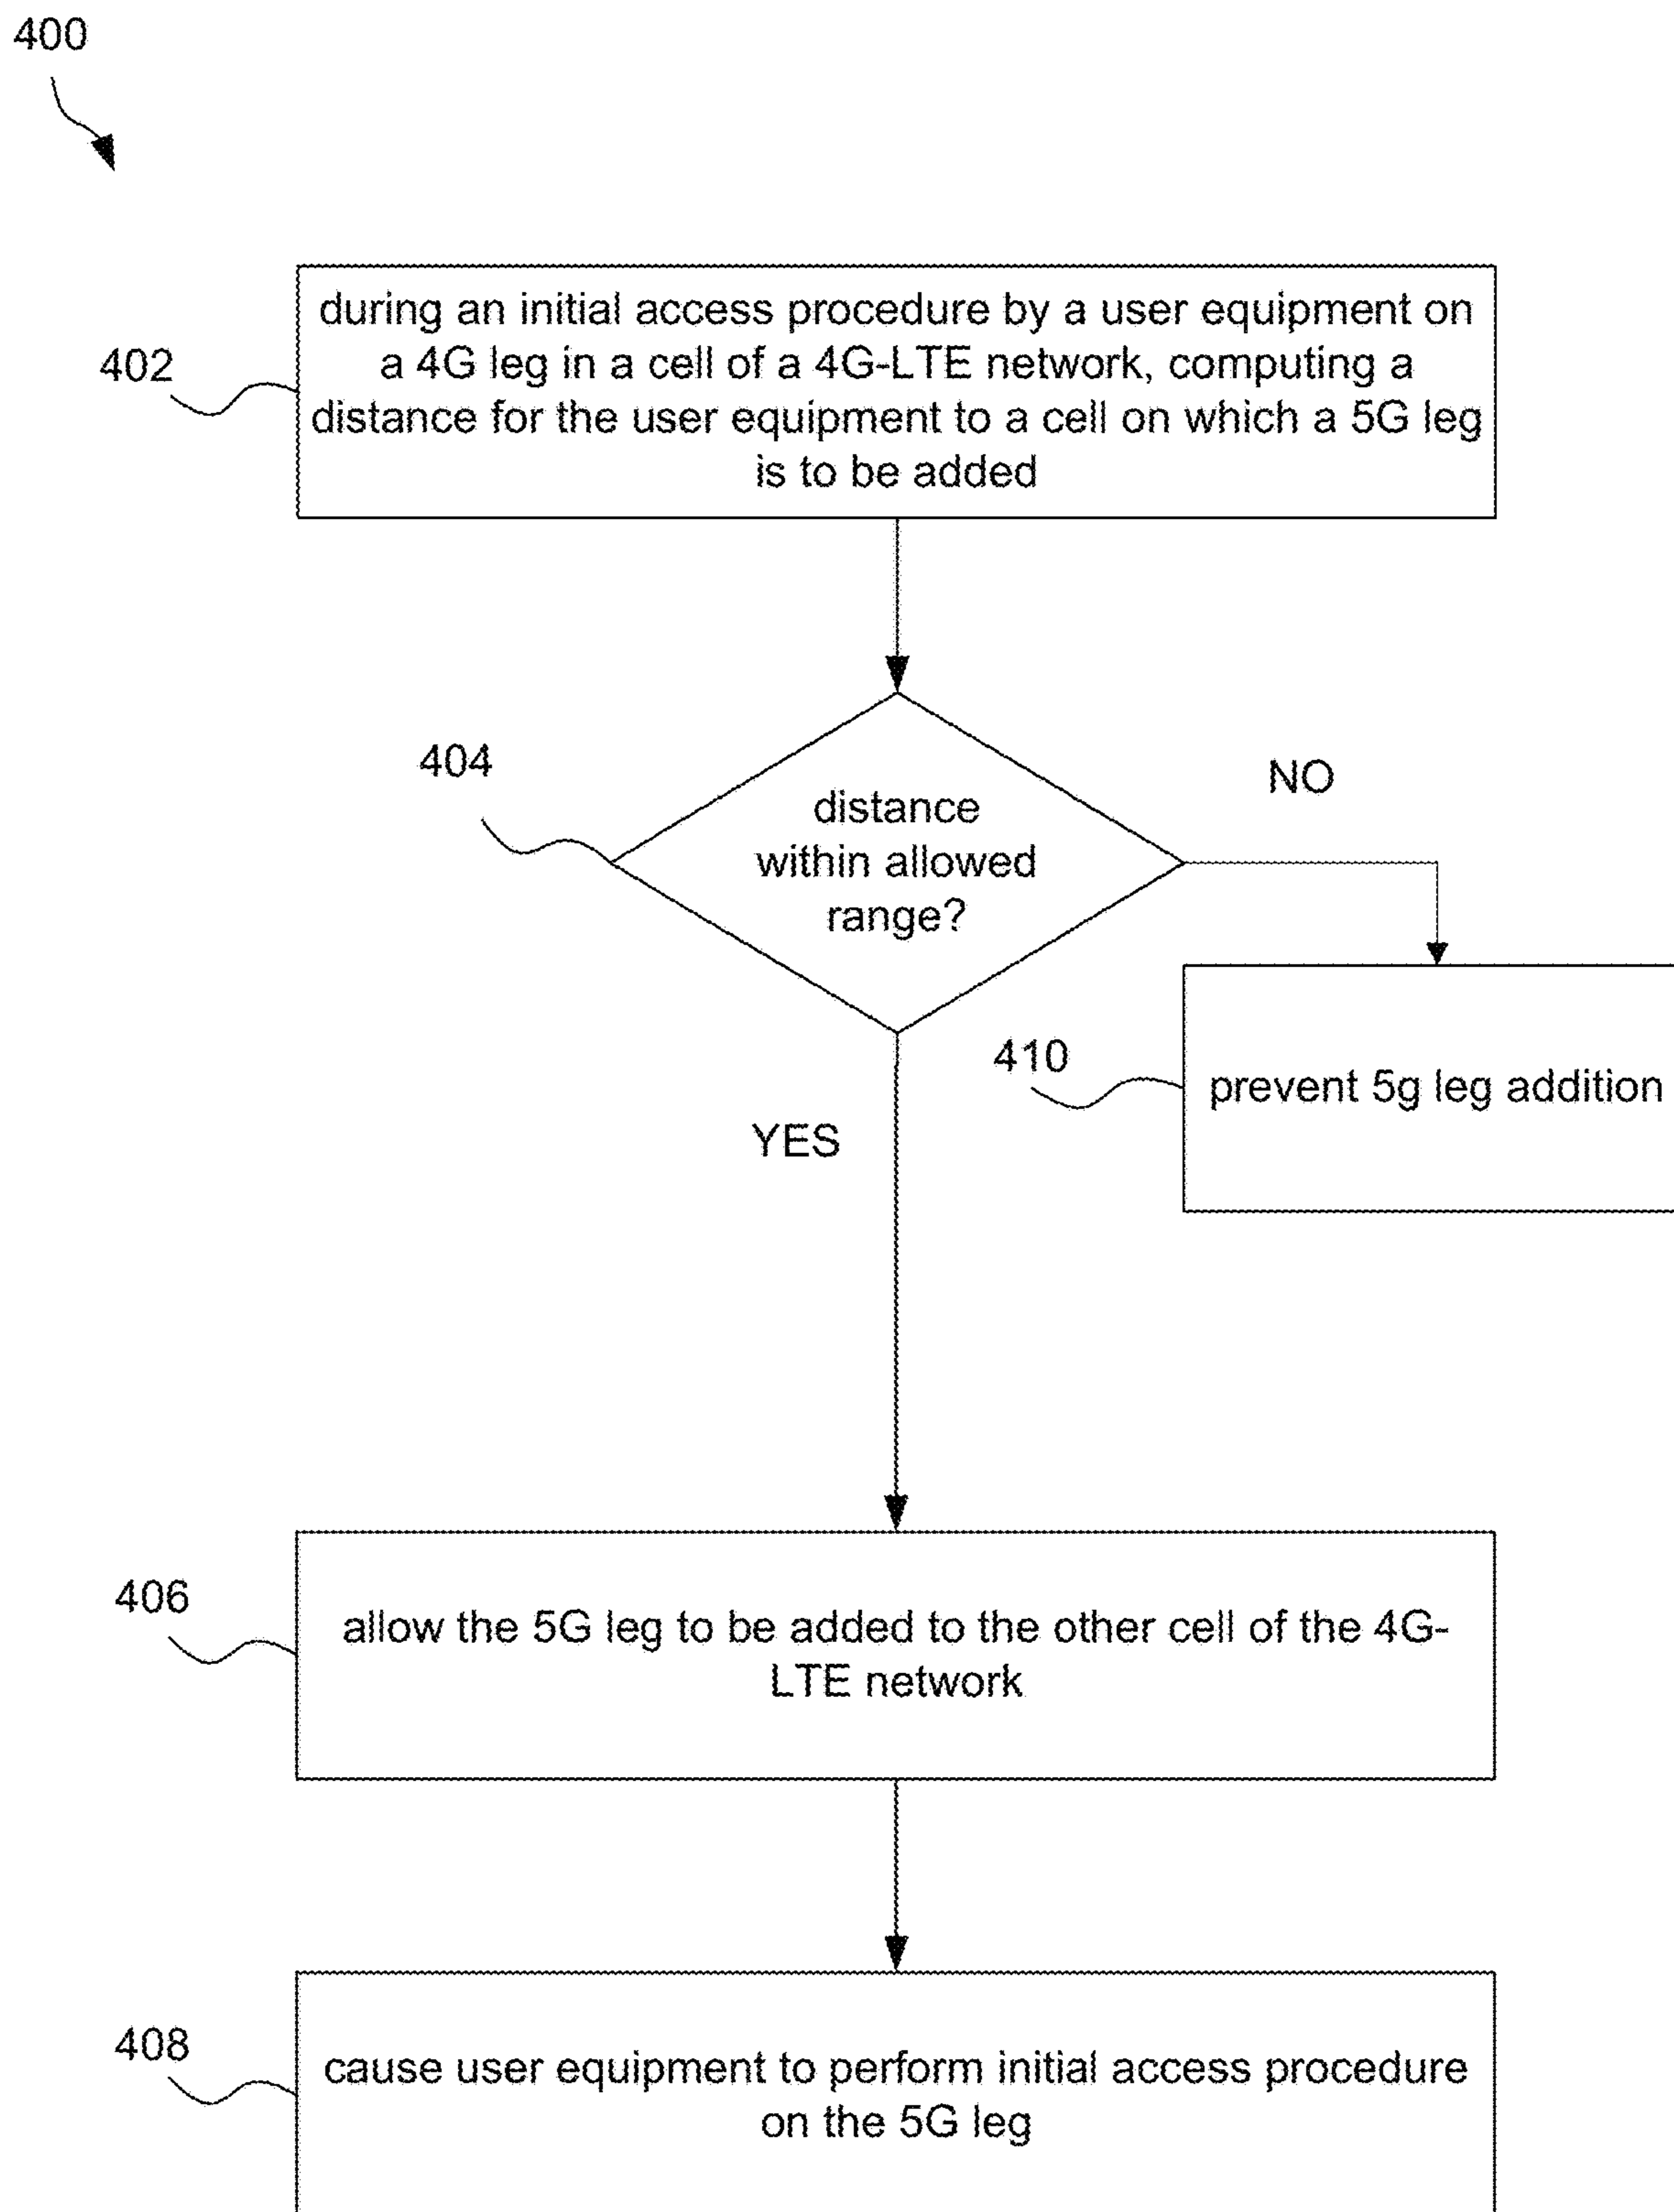 400
during an initial access procedure by a user equipment on
402
a 4G leg in a cell of a 4G-LTE network, computing a
distance for the user equipment to a cell on which a 5G leg
is to be added
404
NO
distance
within allowed
range?
410
prevent 5g leg addition
YES
406
allow the 5G leg to be added to the other cell of the 4G-
LTE network
408
cause user equipment to perform initial access procedure
on the 5G leg